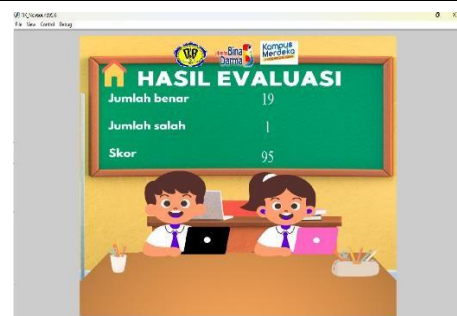 File View Control Debug
Bina
Darma
Kampus
Merdeka
HASIL EVALUASI
Jumlah benar 19
Jumlah salah 1
Skor 95